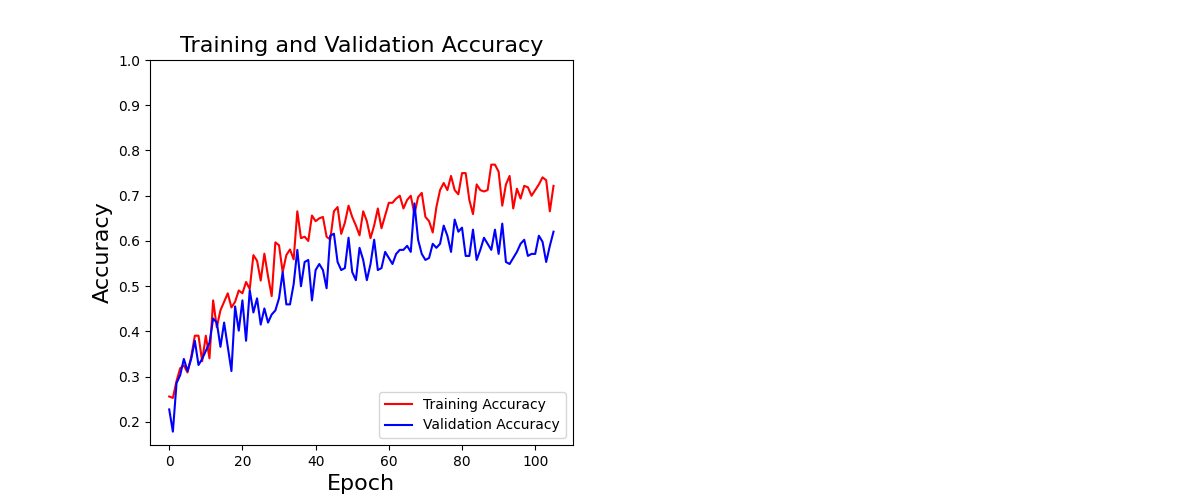 Training and Validation Accuracy
1.0
0.9
0.8
0.7
0.6
0.5
0.4
0.3
0.2
Accuracy
Training Accuracy
Validation Accuracy
0 20 40 60 80 100
Epoch